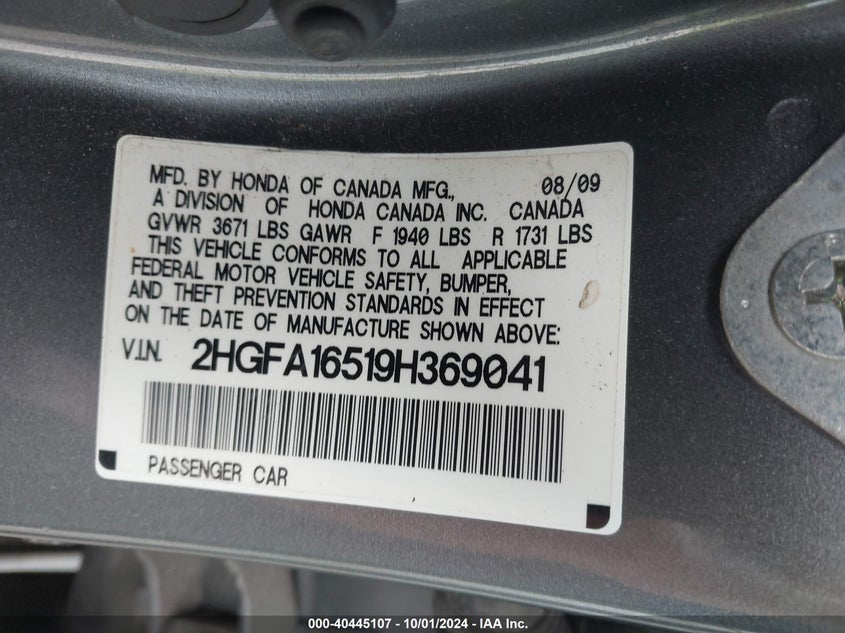 MFD. BY HONDA OF CANADA MFG., 08/09
A DIVISION OF HONDA CANADA INC. CANADA
GVWR 3671 LBS GAWR F 1940 LBS R 1731 LBS
THIS VEHICLE CONFORMS TO ALL APPLICABLE
FEDERAL MOTOR VEHICLE SAFETY, BUMPER,
AND THEFT PREVENTION STANDARDS IN EFFECT
ON THE DATE OF MANUFACTURE SHOWN ABOVE:
V.I.N. 2HGFA16519H369041
PASSENGER CAR
000-40445107 - 10/01/2024 - IAA Inc.